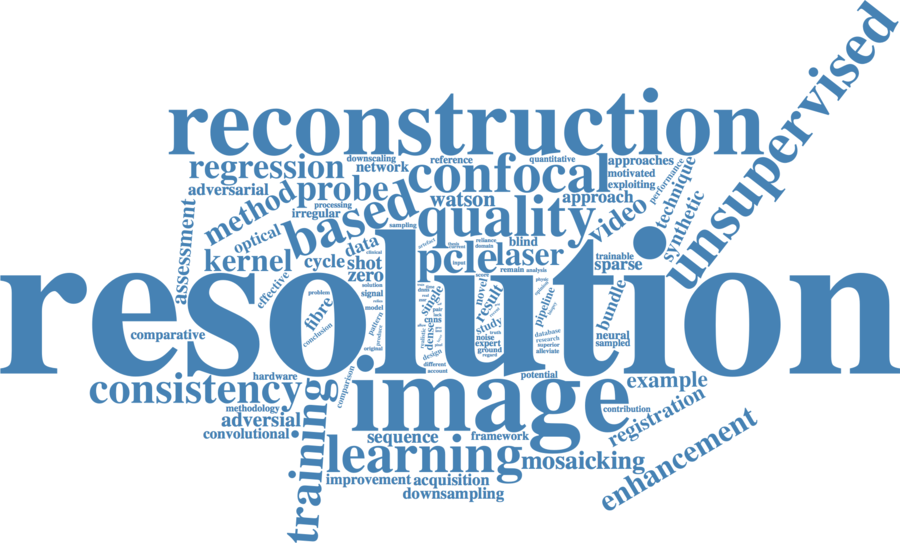 unsupervised
reconstruction
regression
downscaling
network
reference
quantitative
approaches
performance
adversarial
probe
confocal
motivated
exploiting
technique
method
based
processing
irregular
watson
approach
synthetic
assessment
optical
sampling
quality
video
kernel
cycle
data
shot
zero
pcle
laser
blind
reliance
domain
remain
analysis
trainable
sparse
resolution
effective
problem
solution
signal
model
fibre
conclusion
pattern
original
single
cnns
dense
design
different
account
novel
result
study
noise
expert
ground
regard
truth
pipeline
database
research
superior
alleviate
bundle
neural
sampled
comparative
consistency
hardware
comparison
image
potential
example
contribution
registration
methodology
adversial
convolutional
training
sequence
framework
learning
mosaicking
enhancement
improvement
acquisition
downsampling